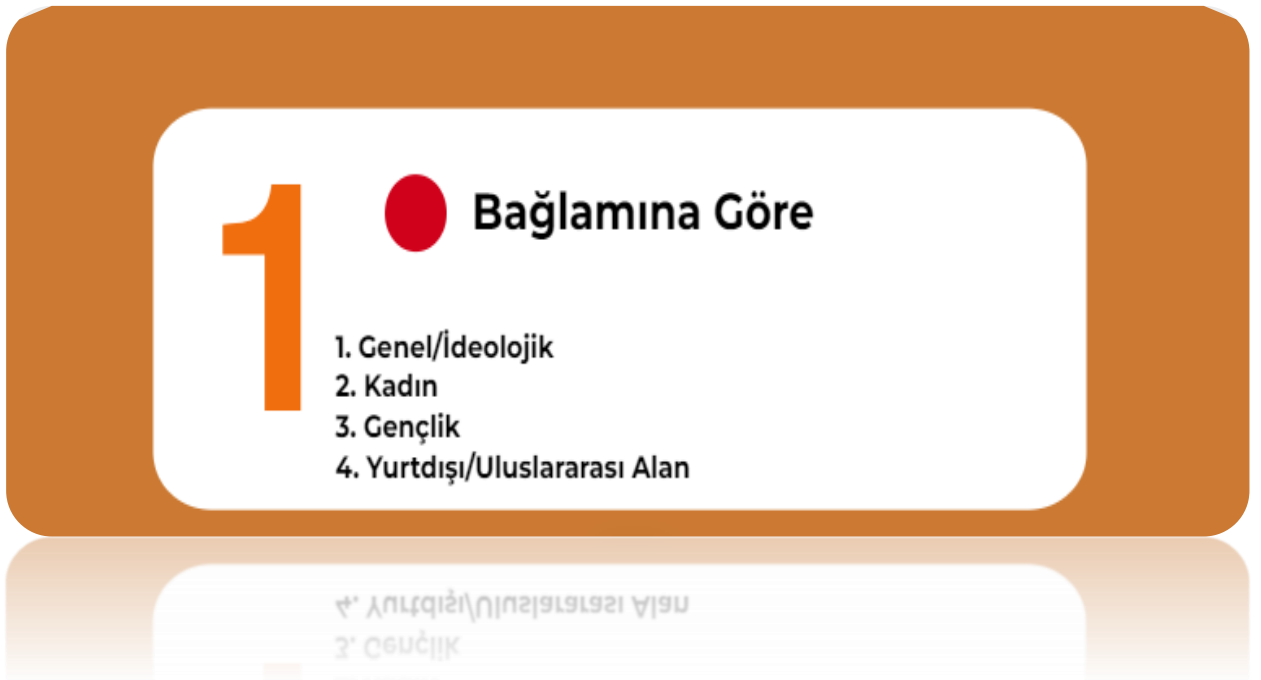 1
Bağlamına Göre
1. Genel/İdeolojik
2. Kadın
3. Gençlik
4. Yurtdışı/Uluslararası Alan